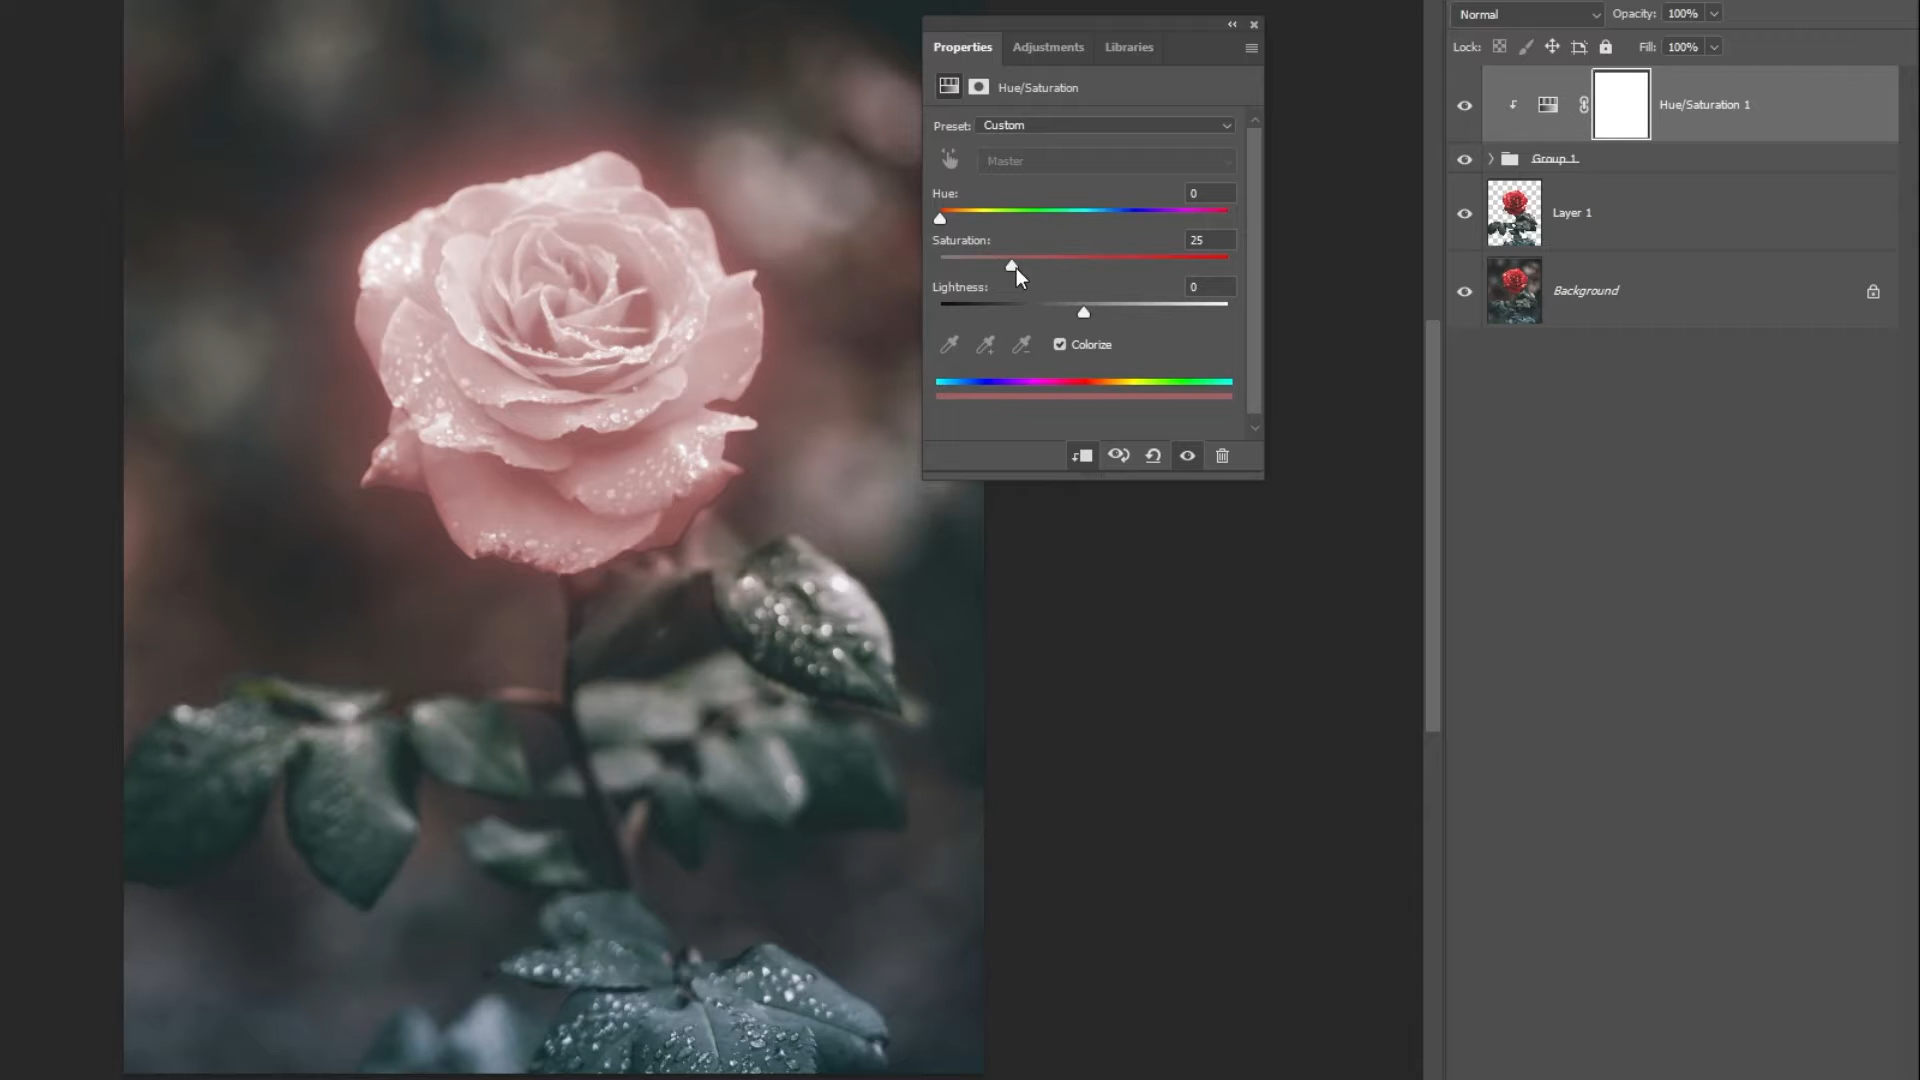 Properties Adjustments Libraries
Hue/Saturation
Preset: Custom
Master
Hue: 0
Saturation: 25
Lightness: 0
Colorize
Normal Opacity: 100%
Lock: Fill: 100%
Hue/Saturation 1
Group 1
Layer 1
Background